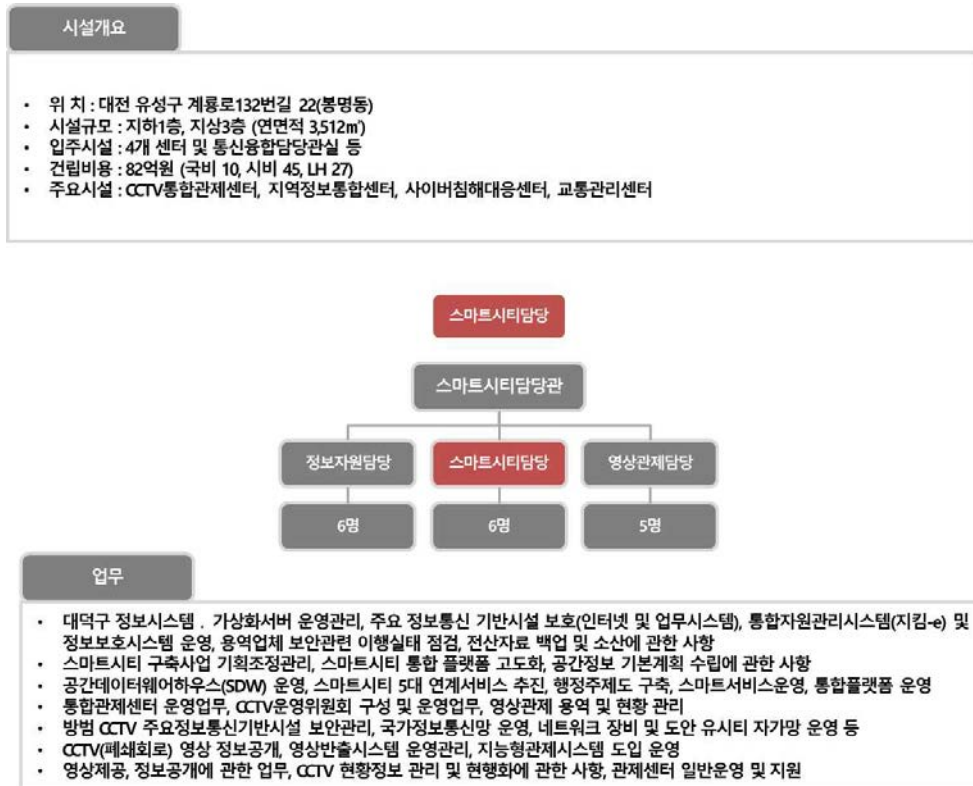 시설개요
• 위 치 : 대전 유성구 계룡로132번길 22(봉명동)
• 시설규모 : 지하1층, 지상3층 (연면적 3,512㎡)
• 입주시설 : 4개 센터 및 통신융합담당관실 등
• 건립비용 : 82억원 (국비 10, 시비 45, LH 27)
• 주요시설 : CCTV통합관제센터, 지역정보통합센터, 사이버침해대응센터, 교통관리센터
스마트시티담당
스마트시티담당관
정보자원담당 스마트시티담당 영상관제담당
6명 6명 5명
업무
• 대덕구 정보시스템 . 가상화서버 운영관리, 주요 정보통신 기반시설 보호(인터넷 및 업무시스템), 통합자원관리시스템(지킴-e) 및
정보보호시스템 운영, 용역업체 보안관련 이행실태 점검, 전산자료 백업 및 소산에 관한 사항
• 스마트시티 구축사업 기획조정관리, 스마트시티 통합 플랫폼 고도화, 공간정보 기본계획 수립에 관한 사항
• 공간데이터웨어하우스(SDW) 운영, 스마트시티 5대 연계서비스 추진, 행정주제도 구축, 스마트서비스운영, 통합플랫폼 운영
• 통합관제센터 운영업무, CCTV운영위원회 구성 및 운영업무, 영상관제 용역 및 현황 관리
• 방범 CCTV 주요정보통신기반시설 보안관리, 국가정보통신망 운영, 네트워크 장비 및 도안 유시티 자가망 운영 등
• CCTV(폐쇄회로) 영상 정보공개, 영상반출시스템 운영관리, 지능형관제시스템 도입 운영
• 영상제공, 정보공개에 관한 업무, CCTV 현황정보 관리 및 현행화에 관한 사항, 관제센터 일반운영 및 지원